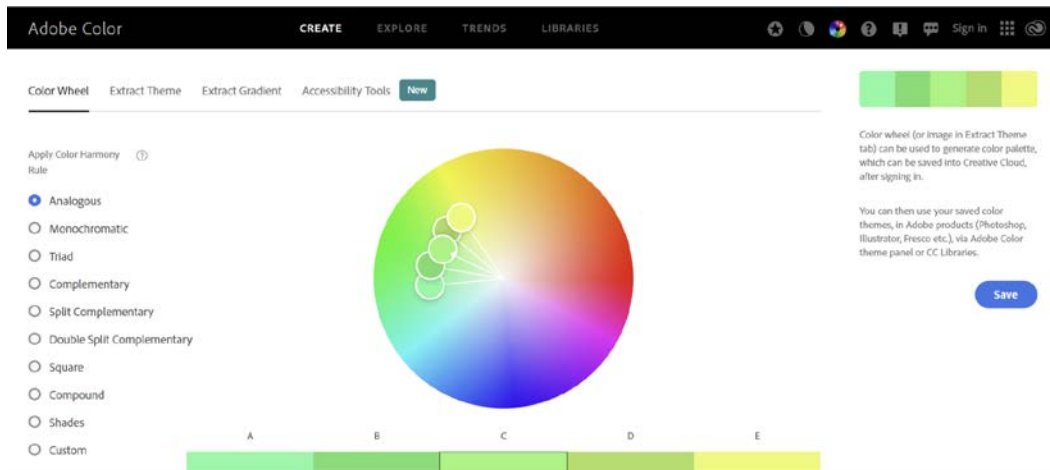 Adobe Color
CREATE EXPLORE TRENDS LIBRARIES
Sign in
Color Wheel Extract Theme Extract Gradient Accessibility Tools New
Apply Color Harmony
Rule
Analogous
Monochromatic
Triad
Complementary
Split Complementary
Double Split Complementary
Square
Compound
Shades
Custom
A B C D E
Color wheel (or image in Extract Theme
tab) can be used to generate color palette,
which can be saved into Creative Cloud,
after signing in.
You can then use your saved color
themes, in Adobe products (Photoshop,
Illustrator, Fresco etc.), via Adobe Color
theme panel or CC Libraries.
Save